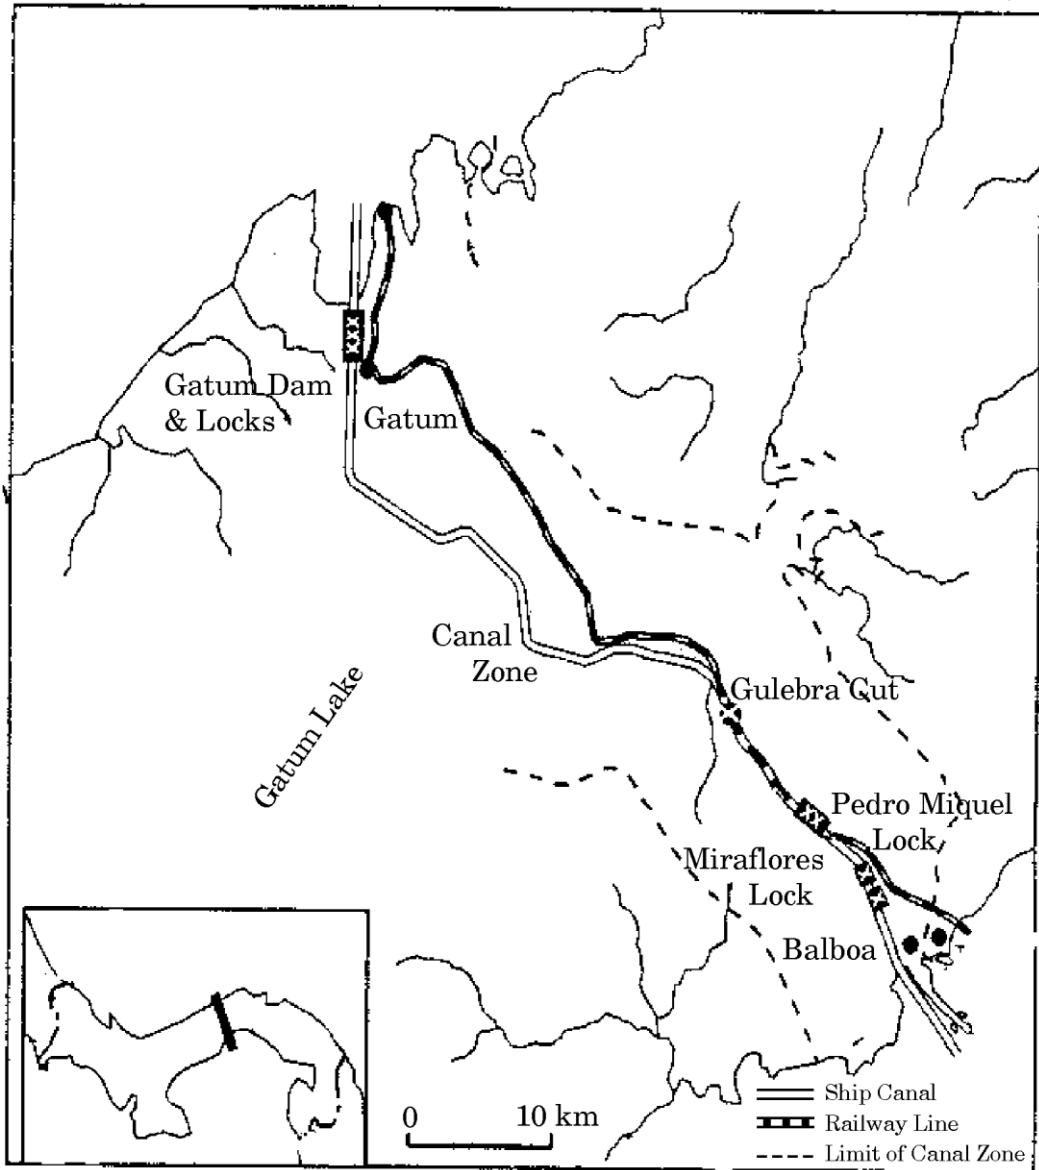 Gatum Dam
& Locks
Gatum
Canal
Zone
Gulebra Cut
Gatum Lake
Pedro Miquel
Lock
Miraflores
Lock
Balboa
0 10 km
Ship Canal
Railway Line
Limit of Canal Zone